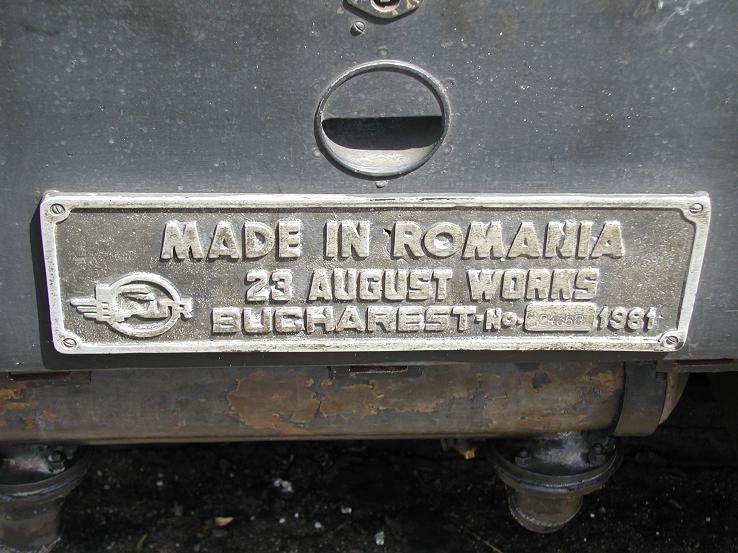 MADE IN ROMANIA
23 AUGUST WORKS
BUCHAREST-No. 1981